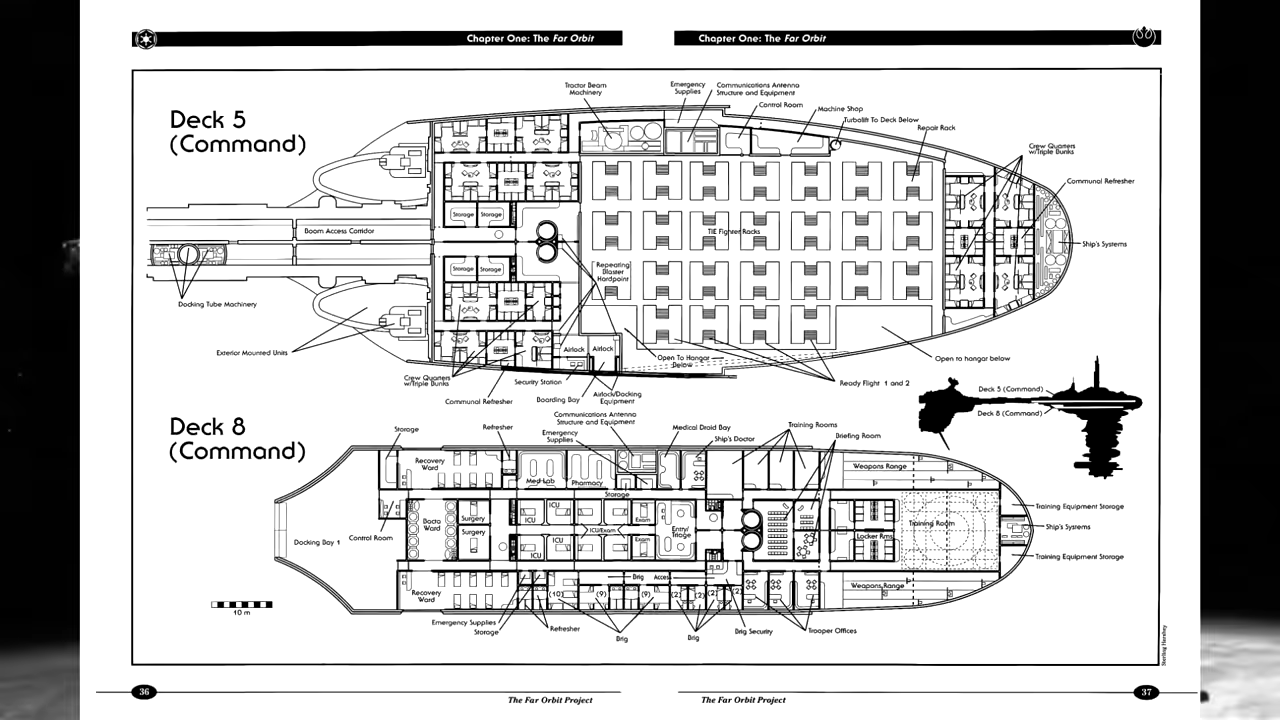 Chapter One: The Far Orbit
Chapter One: The Far Orbit
Deck 5
(Command)
Tractor Beam
Machinery
Emergency
Supplies
Communications Antenna
Structure and Equipment
Control Room
Machine Shop
Turbolift To Deck Below
Repair Rack
Crew Quarters
w/Triple Bunks
Communal Refresher
Ship's Systems
Storage
Storage
Boom Access Corridor
TIE Fighter Racks
Storage
Storage
Repeating
Blaster
Hardpoint
Docking Tube Machinery
Exterior Mounted Units
Airlock
Airlock
Open To Hangar
Below
Open to hangar below
Crew Quarters
w/Triple Bunks
Security Station
Ready Flight 1 and 2
Communal Refresher
Boarding Bay
Airlock/Docking
Equipment
Deck 5 (Command)
Deck 8 (Command)
Deck 8
(Command)
Storage
Refresher
Communications Antenna
Structure and Equipment
Emergency
Supplies
Medical Droid Bay
Ship's Doctor
Training Rooms
Briefing Room
Recovery
Ward
Med Lab
Pharmacy
Weapons Range
Storage
Docking Bay 1
Control Room
Bacta
Ward
Surgery
Surgery
ICU
ICU
ICU
ICU
ICU/Exam
Exam
Exam
Entry/
Triage
Locker Rms
Training Room
Training Equipment Storage
Ship's Systems
Training Equipment Storage
Brig Access
Recovery
Ward
(10)
(9)
(9)
(2)
(2)
(2)
(2)
Weapons Range
10 m
Emergency Supplies
Storage
Refresher
Brig
Brig
Brig Security
Trooper Offices
Sterling Hershey
36
The Far Orbit Project
The Far Orbit Project
37